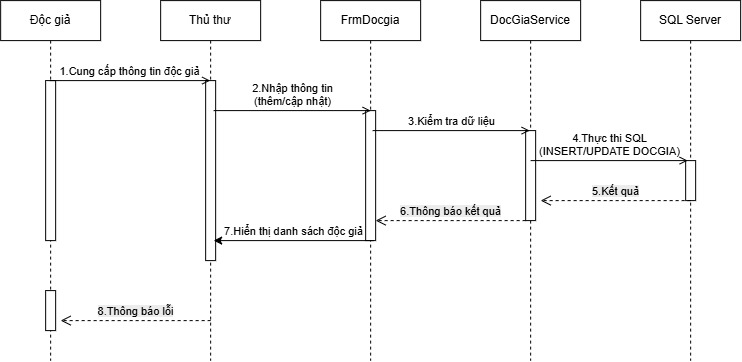 Độc giả
Thủ thư
FrmDocgia
DocGiaService
SQL Server
1.Cung cấp thông tin độc giả
2.Nhập thông tin
(thêm/cập nhật)
3.Kiểm tra dữ liệu
4.Thực thi SQL
(INSERT/UPDATE DOCGIA)
5.Kết quả
6.Thông báo kết quả
7.Hiển thị danh sách độc giả
8.Thông báo lỗi